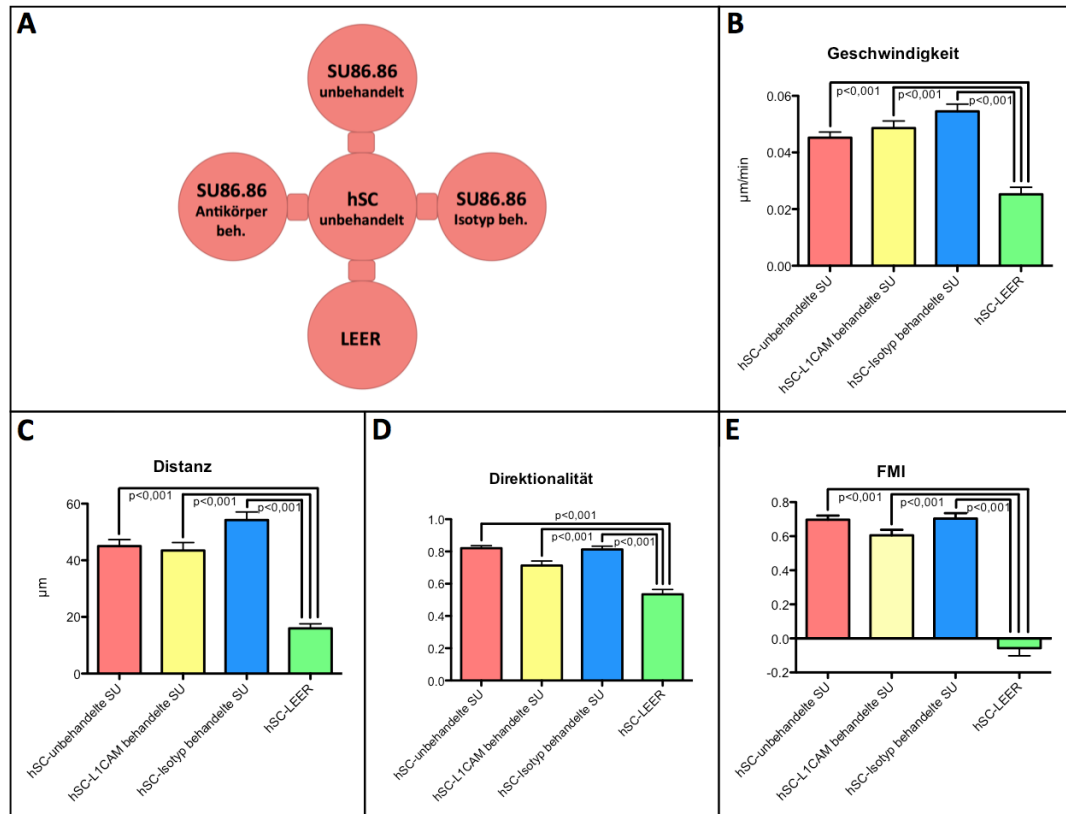 A
SU86.86
unbehandelt
SU86.86
Antikörper
beh.
hSC
unbehandelt
SU86.86
Isotyp beh.
LEER
B
Geschwindigkeit
p<0,001
p<0,001
p<0,001
0.06
0.04
0.02
0.00
µm/min
hSC-unbehandelte SU
hSC-L1CAM behandelte SU
hSC-Isotyp behandelte SU
hSC-LEER
C
Distanz
p<0,001
p<0,001
p<0,001
60
40
20
0
µm
hSC-unbehandelte SU
hSC-L1CAM behandelte SU
hSC-Isotyp behandelte SU
hSC-LEER
D
Direktionalität
p<0,001
p<0,001
p<0,001
1.0
0.8
0.6
0.4
0.2
0.0
hSC-unbehandelte SU
hSC-L1CAM behandelte SU
hSC-Isotyp behandelte SU
hSC-LEER
E
FMI
p<0,001
p<0,001
p<0,001
0.8
0.6
0.4
0.2
0.0
-0.2
hSC-unbehandelte SU
hSC-L1CAM behandelte SU
hSC-Isotyp behandelte SU
hSC-LEER